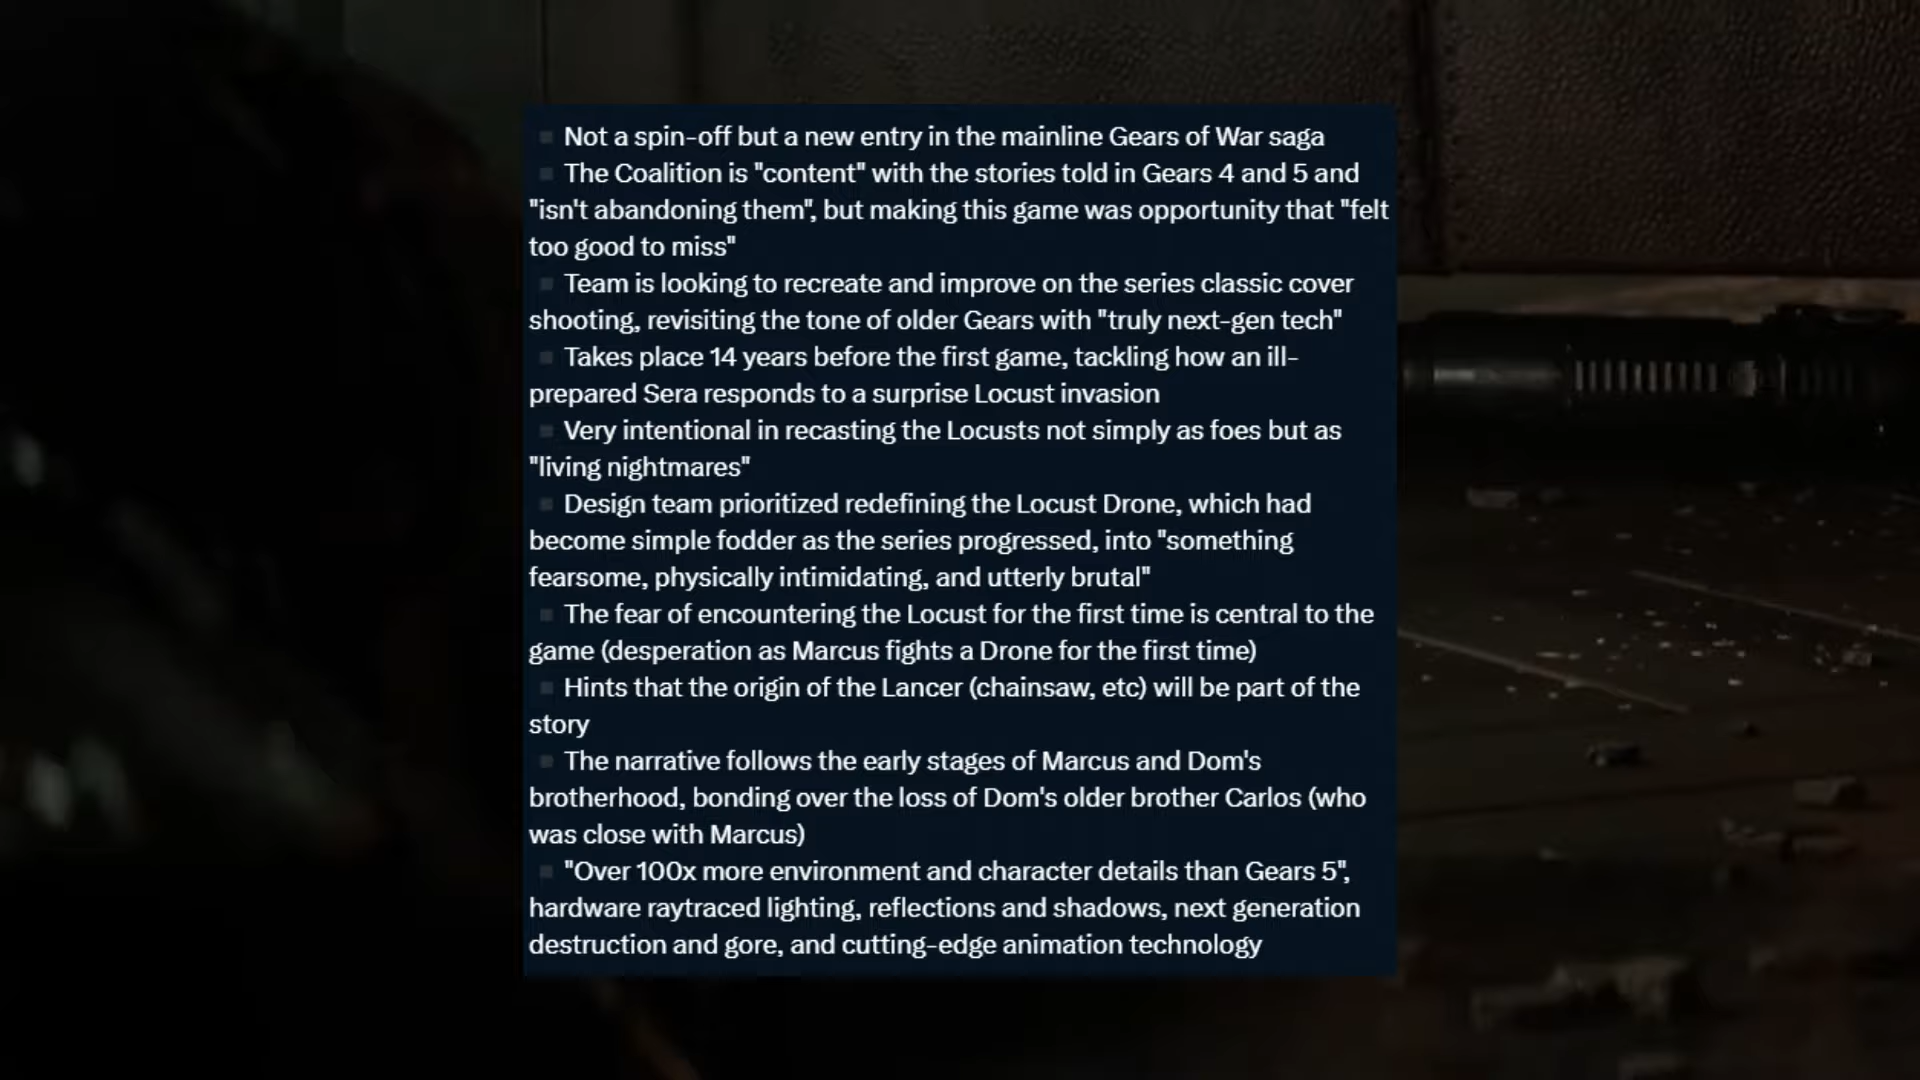 Not a spin-off but a new entry in the mainline Gears of War saga
The Coalition is "content" with the stories told in Gears 4 and 5 and
"isn't abandoning them", but making this game was opportunity that "felt
too good to miss"
Team is looking to recreate and improve on the series classic cover
shooting, revisiting the tone of older Gears with "truly next-gen tech"
Takes place 14 years before the first game, tackling how an ill-
prepared Sera responds to a surprise Locust invasion
Very intentional in recasting the Locusts not simply as foes but as
"living nightmares"
Design team prioritized redefining the Locust Drone, which had
become simple fodder as the series progressed, into "something
fearsome, physically intimidating, and utterly brutal"
The fear of encountering the Locust for the first time is central to the
game (desperation as Marcus fights a Drone for the first time)
Hints that the origin of the Lancer (chainsaw, etc) will be part of the
story
The narrative follows the early stages of Marcus and Dom's
brotherhood, bonding over the loss of Dom's older brother Carlos (who
was close with Marcus)
"Over 100x more environment and character details than Gears 5",
hardware raytraced lighting, reflections and shadows, next generation
destruction and gore, and cutting-edge animation technology